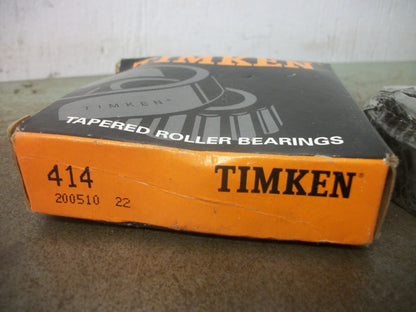 TIMKEN
TIMKEN®
TAPERED ROLLER BEARINGS
414 TIMKEN®
200510 22